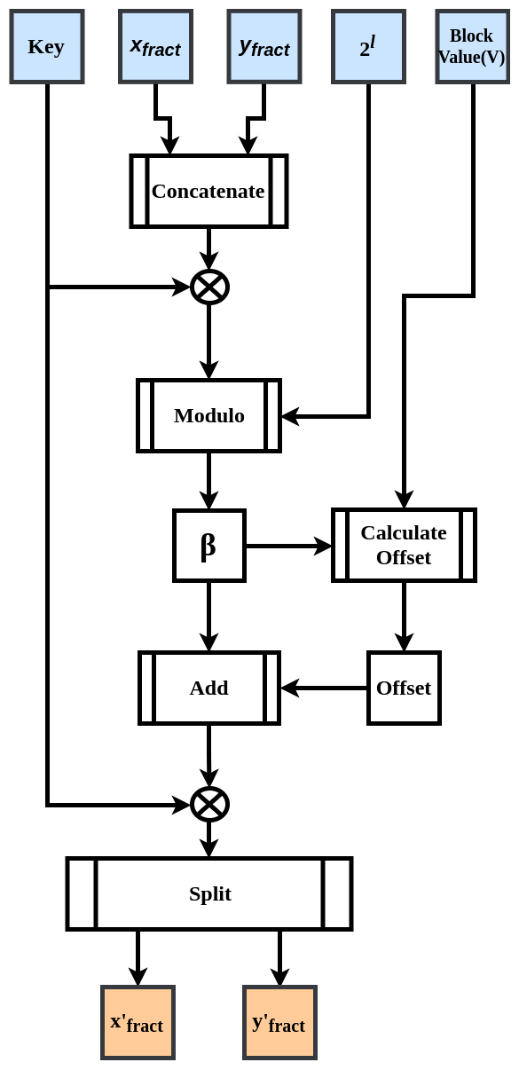 Key
x_fract
y_fract
2^l
Block
Value(V)
Concatenate
Modulo
β
Calculate
Offset
Add
Offset
Split
x'_fract
y'_fract